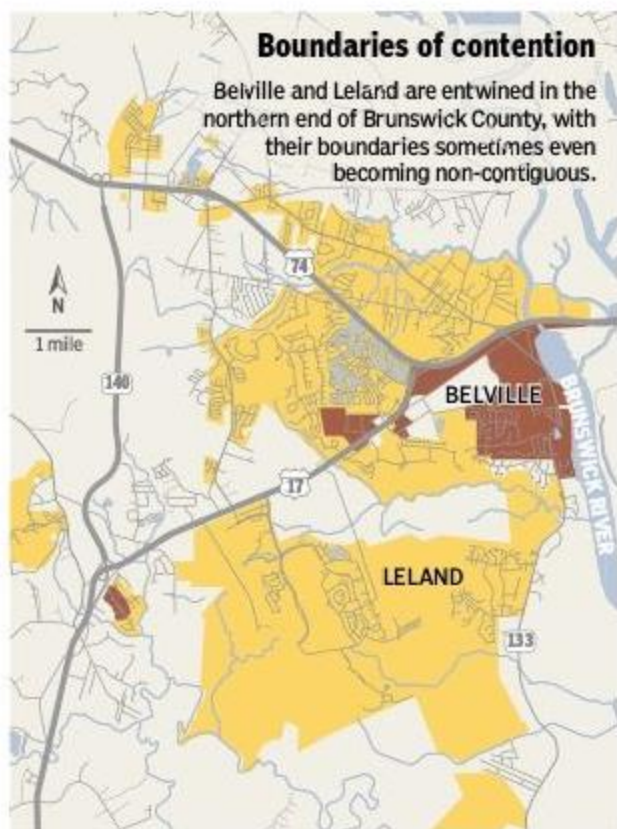 Boundaries of contention
Belville and Leland are entwined in the
northern end of Brunswick County, with
their boundaries sometimes even
becoming non-contiguous.
74
N
1 mile
140
BELVILLE
BRUNSWICK RIVER
17
LELAND
133